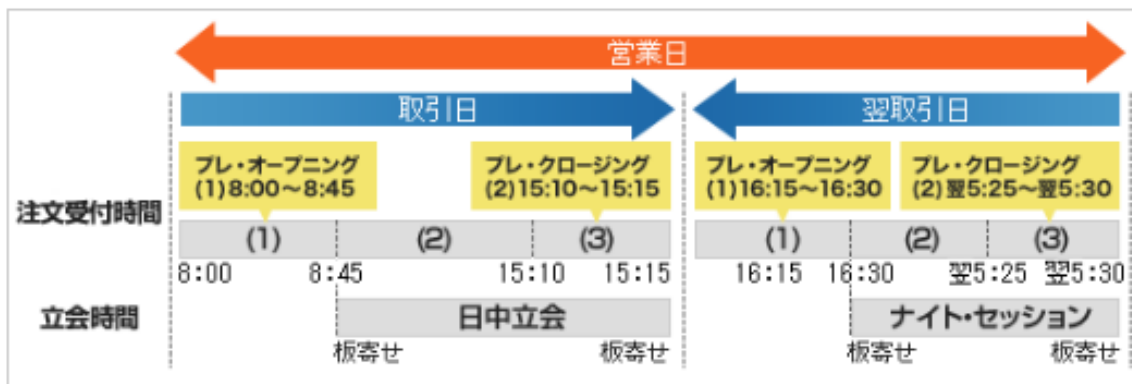 営業日
取引日
翌取引日
プレ・オープニング
(1)8:00～8:45
プレ・クロージング
(2)15:10～15:15
プレ・オープニング
(1)16:15～16:30
プレ・クロージング
(2)翌5:25～翌5:30
注文受付時間
(1)
(2)
(3)
(1)
(2)
(3)
8:00
8:45
15:10
15:15
16:15
16:30
翌5:25
翌5:30
立会時間
日中立会
ナイト・セッション
板寄せ
板寄せ
板寄せ
板寄せ